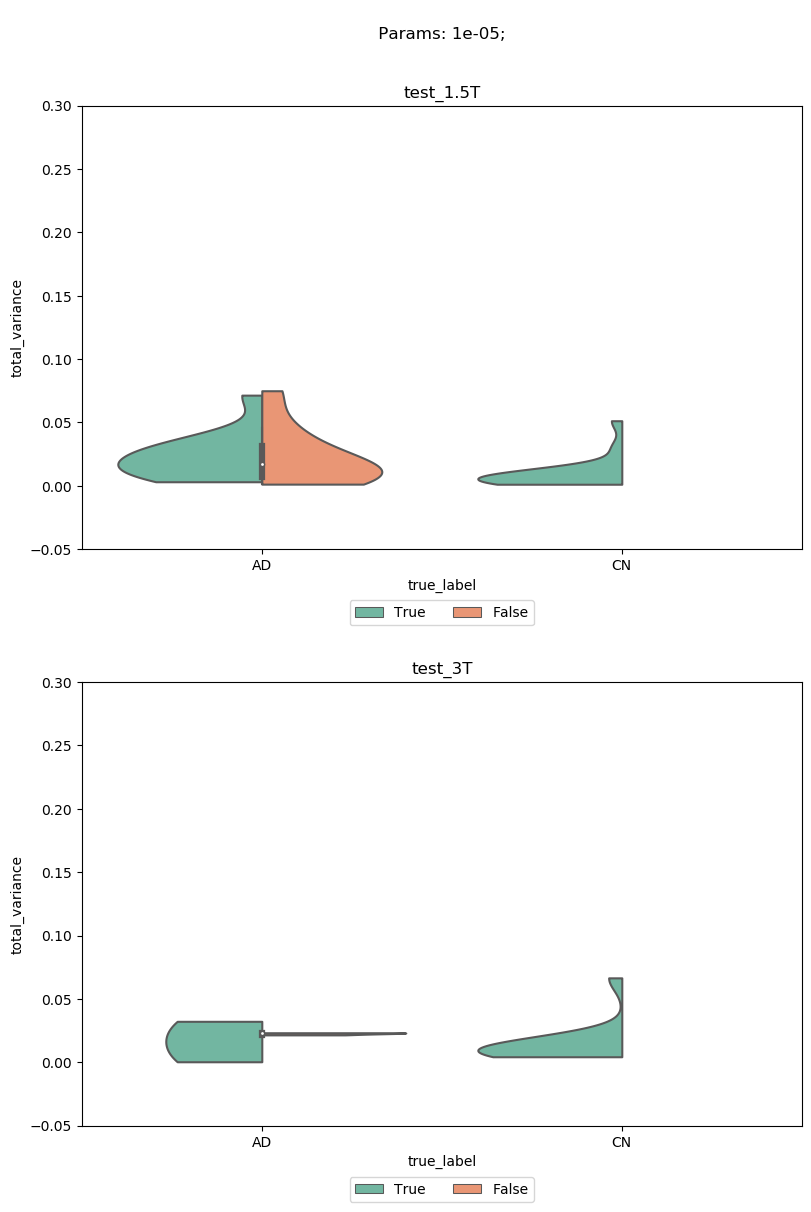 Params: 1e-05;
test_1.5T
0.30
0.25
0.20
0.15
0.10
0.05
0.00
−0.05
total_variance
AD CN
true_label
True False
test_3T
0.30
0.25
0.20
0.15
0.10
0.05
0.00
−0.05
total_variance
AD CN
true_label
True False